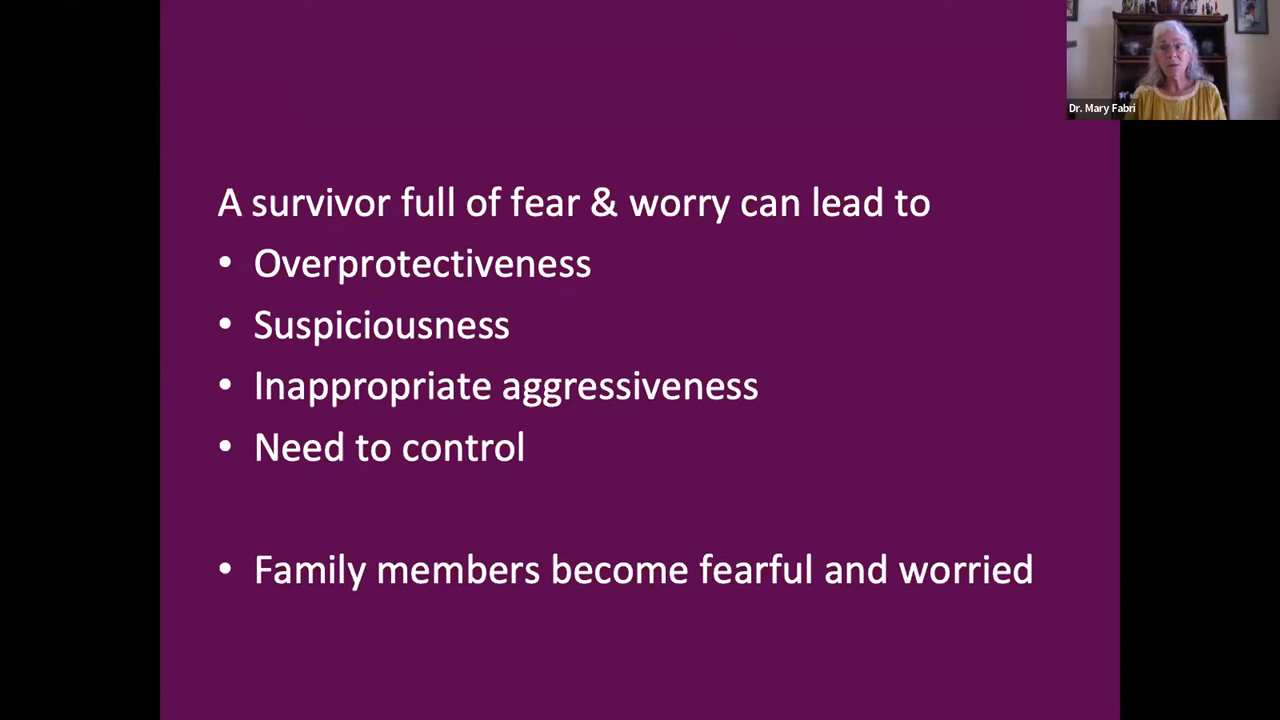 Dr. Mary Fabri
A survivor full of fear & worry can lead to
• Overprotectiveness
• Suspiciousness
• Inappropriate aggressiveness
• Need to control
• Family members become fearful and worried